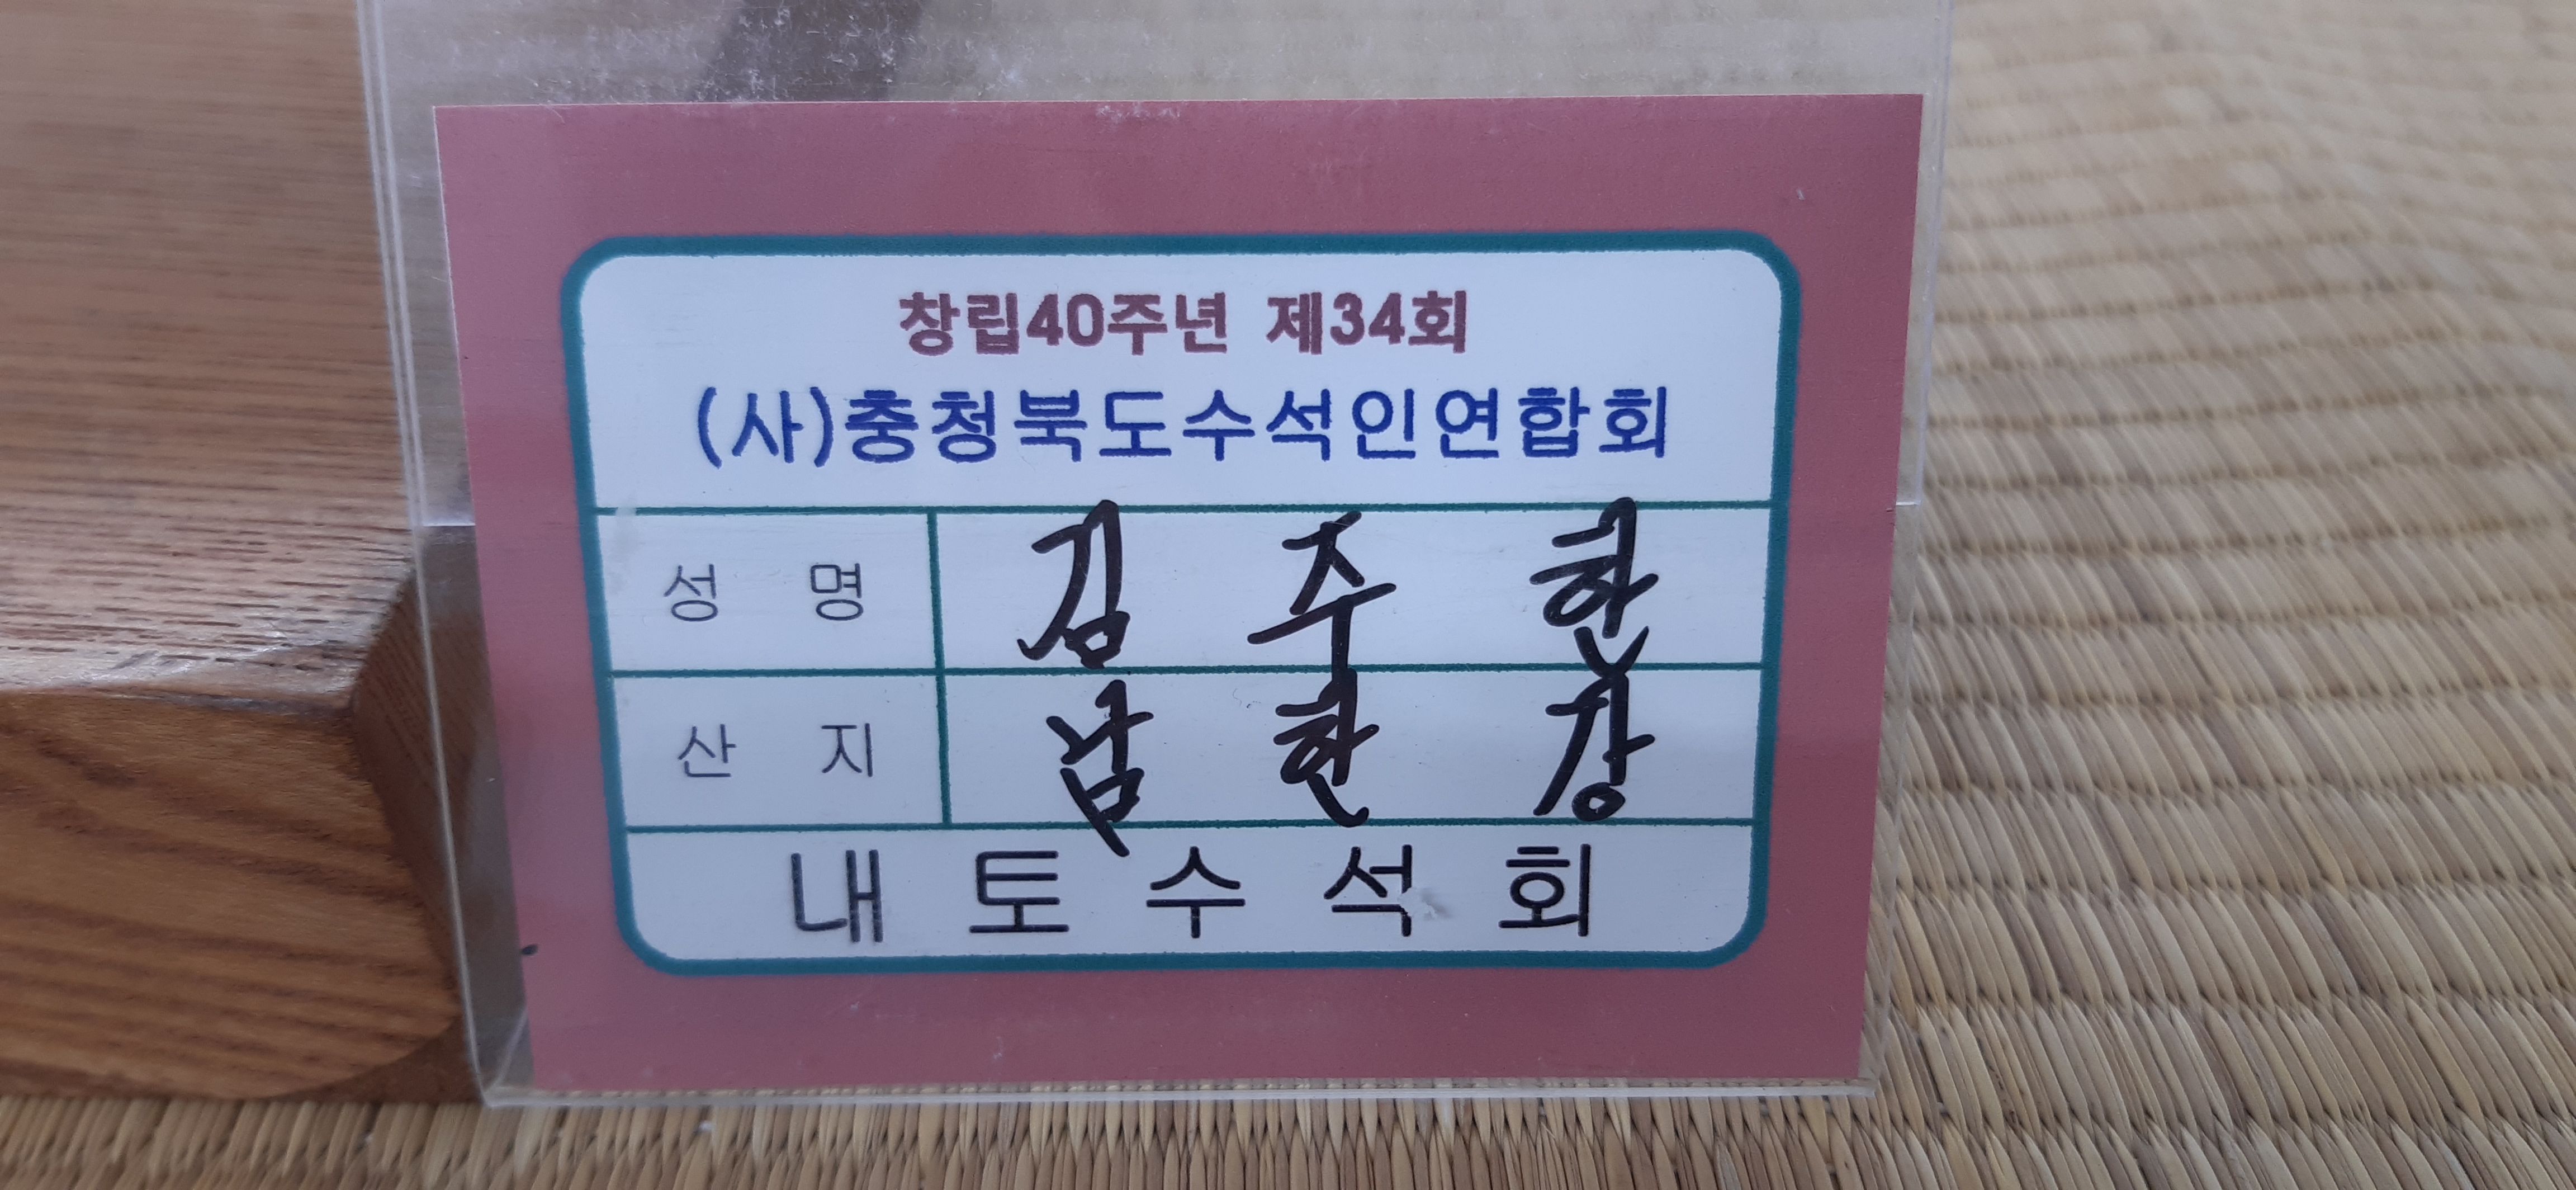 창립40주년 제34회
(사)충청북도수석인연합회
성 명 김 주 한
산 지 남 한 강
내 토 수 석 회